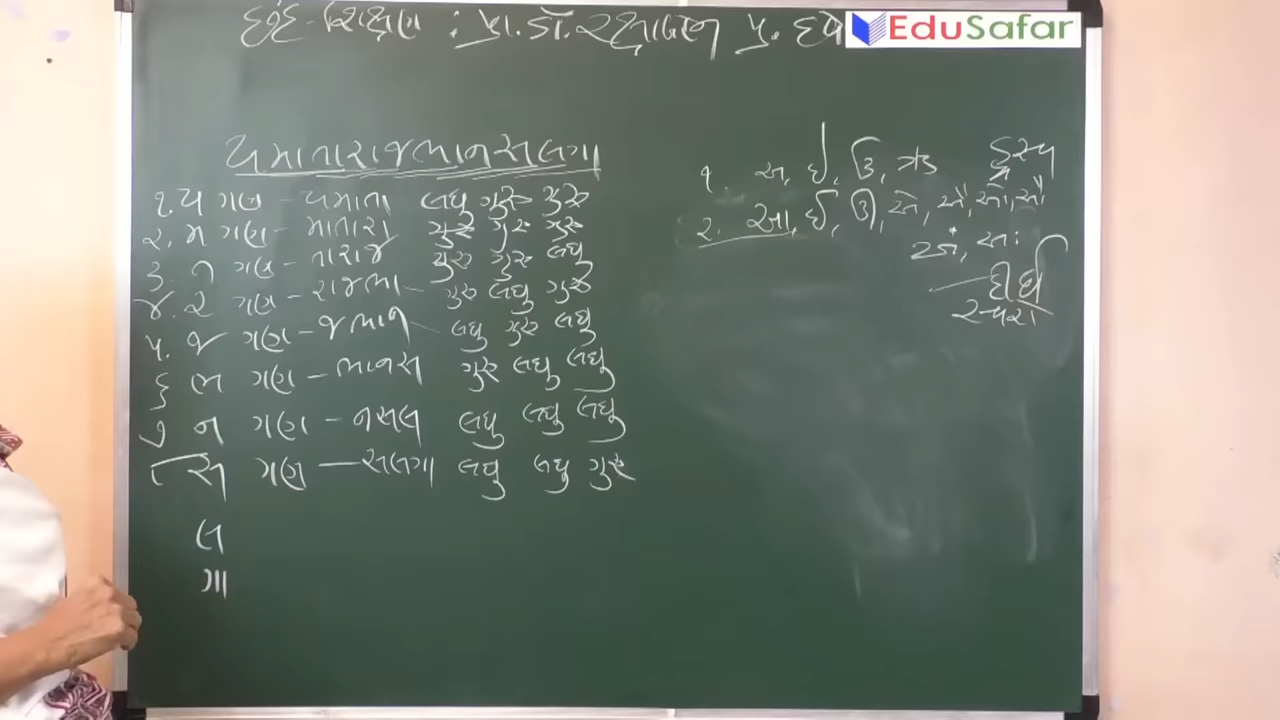 છંદ-શિક્ષણ : પ્રા. ડૉ. રક્ષાબેન પ્ર. દવે
EduSafar
યમાતારાજભાનસલગા
૧. ય ગણ - યમાતા લઘુ ગુરુ ગુરુ
૨. મ ગણ - માતારા ગુરુ ગુરુ ગુરુ
૩. ત ગણ - તારાજ ગુરુ ગુરુ લઘુ
૪. ર ગણ - રાજભા - ગુરુ લઘુ ગુરુ
૫. જ ગણ - જભાન - લઘુ ગુરુ લઘુ
૬ ભ ગણ - ભાનસ ગુરુ લઘુ લઘુ
૭ ન ગણ - નસલ લઘુ લઘુ લઘુ
૮ સ ગણ - સલગા લઘુ લઘુ ગુરુ
લ
ગા
૧. અ, ઇ, ઉ, ઋ હ્રસ્વ
૨. આ, ઈ, ઊ, એ, ઐ, ઓ, ઔ
અં, અઃ
દીર્ઘ
સ્વરો